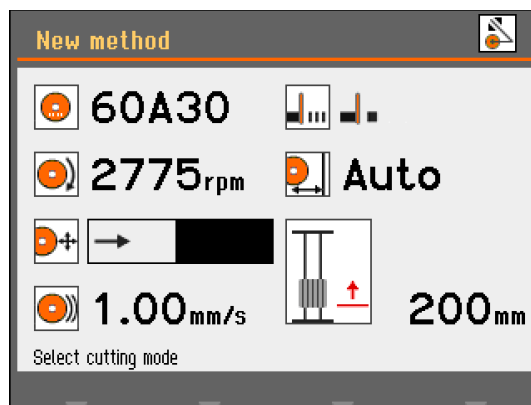 New method
60A30
2775rpm
Auto
1.00mm/s
200mm
Select cutting mode